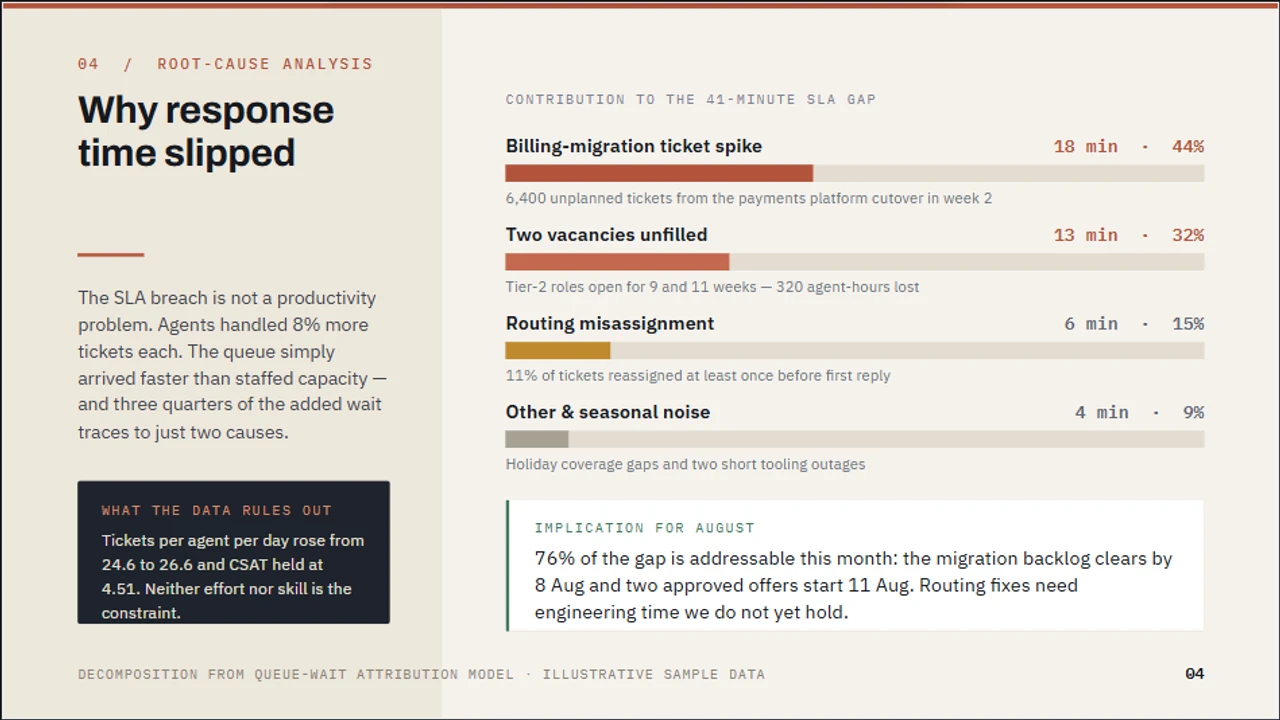 04 / ROOT-CAUSE ANALYSIS
Why response
time slipped
The SLA breach is not a productivity
problem. Agents handled 8% more
tickets each. The queue simply
arrived faster than staffed capacity —
and three quarters of the added wait
traces to just two causes.
WHAT THE DATA RULES OUT
Tickets per agent per day rose from
24.6 to 26.6 and CSAT held at
4.51. Neither effort nor skill is the
constraint.
CONTRIBUTION TO THE 41-MINUTE SLA GAP
Billing-migration ticket spike 18 min · 44%
6,400 unplanned tickets from the payments platform cutover in week 2
Two vacancies unfilled 13 min · 32%
Tier-2 roles open for 9 and 11 weeks — 320 agent-hours lost
Routing misassignment 6 min · 15%
11% of tickets reassigned at least once before first reply
Other & seasonal noise 4 min · 9%
Holiday coverage gaps and two short tooling outages
IMPLICATION FOR AUGUST
76% of the gap is addressable this month: the migration backlog clears by
8 Aug and two approved offers start 11 Aug. Routing fixes need
engineering time we do not yet hold.
DECOMPOSITION FROM QUEUE-WAIT ATTRIBUTION MODEL · ILLUSTRATIVE SAMPLE DATA 04